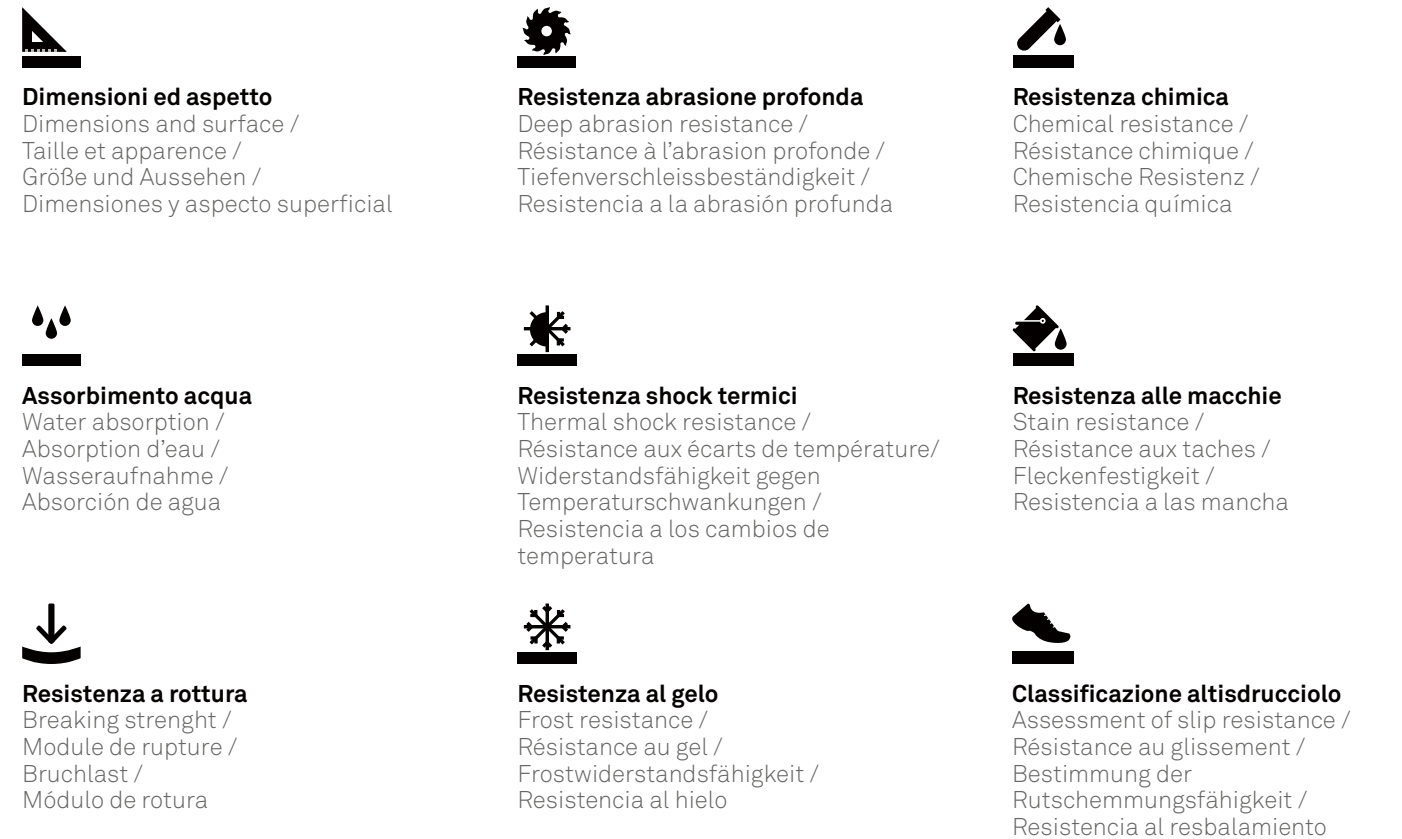 Dimensioni ed aspetto
Dimensions and surface /
Taille et apparence /
Größe und Aussehen /
Dimensiones y aspecto superficial
Resistenza abrasione profonda
Deep abrasion resistance /
Résistance à l'abrasion profonde /
Tiefenverschleissbeständigkeit /
Resistencia a la abrasión profunda
Resistenza chimica
Chemical resistance /
Résistance chimique /
Chemische Resistenz /
Resistencia química
Assorbimento acqua
Water absorption /
Absorption d'eau /
Wasseraufnahme /
Absorción de agua
Resistenza shock termici
Thermal shock resistance /
Résistance aux écarts de température/
Widerstandsfähigkeit gegen
Temperaturschwankungen /
Resistencia a los cambios de
temperatura
Resistenza alle macchie
Stain resistance /
Résistance aux taches /
Fleckenfestigkeit /
Resistencia a las mancha
Resistenza a rottura
Breaking strenght /
Module de rupture /
Bruchlast /
Módulo de rotura
Resistenza al gelo
Frost resistance /
Résistance au gel /
Frostwiderstandsfähigkeit /
Resistencia al hielo
Classificazione altisdrucciolo
Assessment of slip resistance /
Résistance au glissement /
Bestimmung der
Rutschemmungsfähigkeit /
Resistencia al resbalamiento